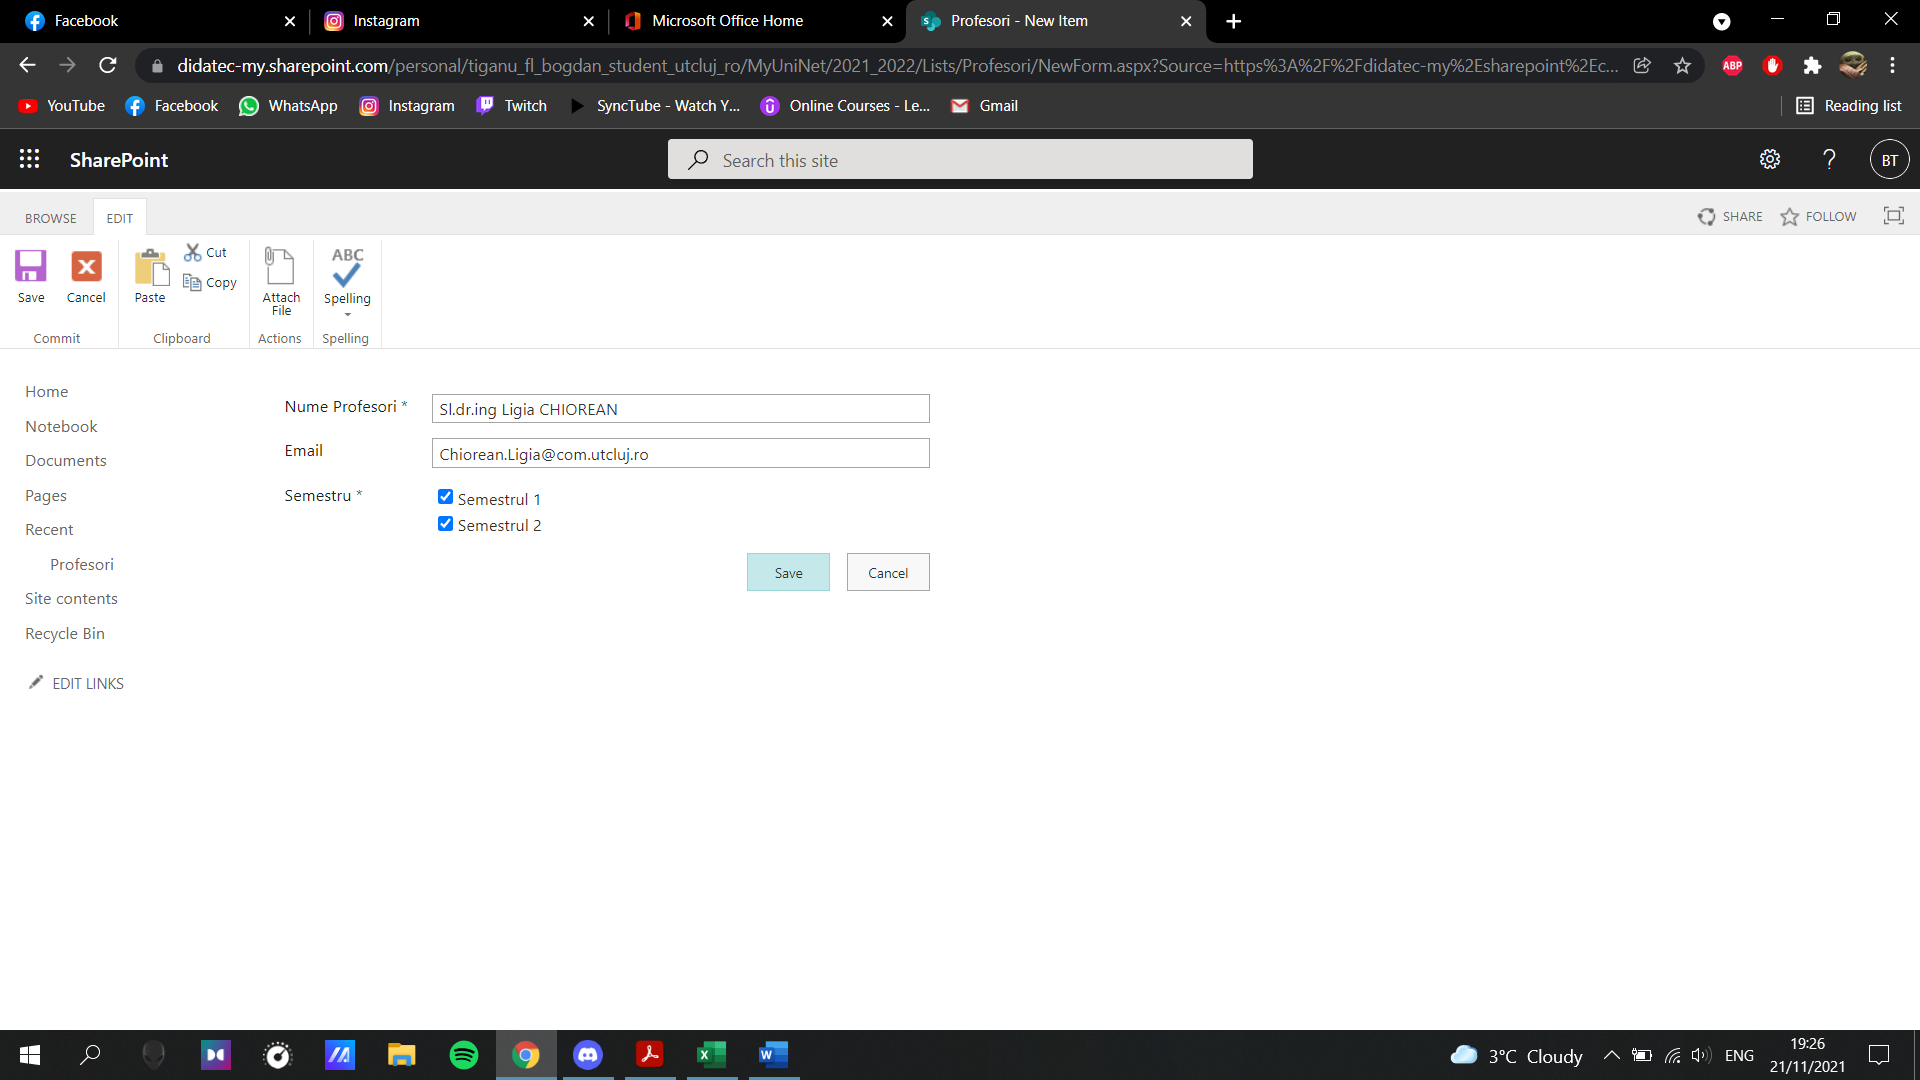 Facebook
Instagram
Microsoft Office Home
Profesori - New Item
didatec-my.sharepoint.com/personal/tiganu_fl_bogdan_student_utcluj_ro/MyUniNet/2021_2022/Lists/Profesori/NewForm.aspx?Source=https%3A%2F%2Fdidatec-my%2Esharepoint%2Ec...
ABP
YouTube
Facebook
WhatsApp
Instagram
Twitch
SyncTube - Watch Y...
Online Courses - Le...
Gmail
Reading list
SharePoint
Search this site
BT
BROWSE
EDIT
SHARE
FOLLOW
Save
Cancel
Commit
Paste
Cut
Copy
Clipboard
Attach
File
Actions
ABC
Spelling
Spelling
Home
Notebook
Documents
Pages
Recent
Profesori
Site contents
Recycle Bin
EDIT LINKS
Nume Profesori *
Sl.dr.ing Ligia CHIOREAN
Email
Chiorean.Ligia@com.utcluj.ro
Semestru *
Semestrul 1
Semestrul 2
Save
Cancel
3°C Cloudy
ENG
19:26
21/11/2021